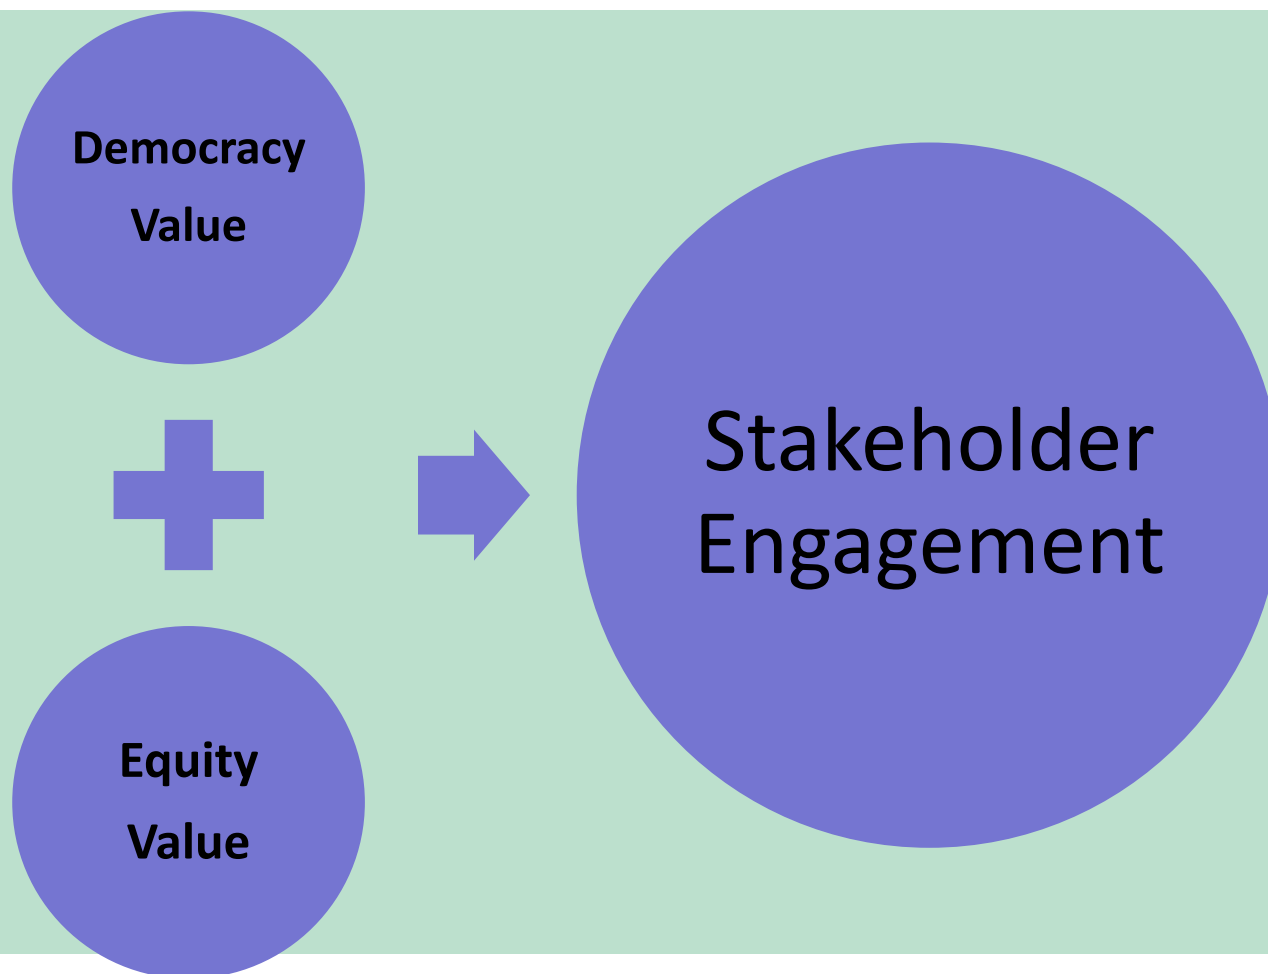 Democracy
Value
Equity
Value
Stakeholder
Engagement